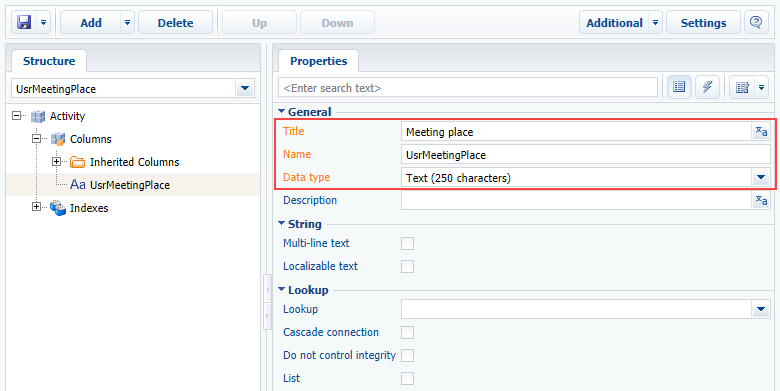 Add
Delete
Up
Down
Additional
Settings
Structure
UsrMeetingPlace
Activity
Columns
Inherited Columns
Aa UsrMeetingPlace
Indexes
Properties
<Enter search text>
General
Title Meeting place
Name UsrMeetingPlace
Data type Text (250 characters)
Description
String
Multi-line text
Localizable text
Lookup
Lookup
Cascade connection
Do not control integrity
List